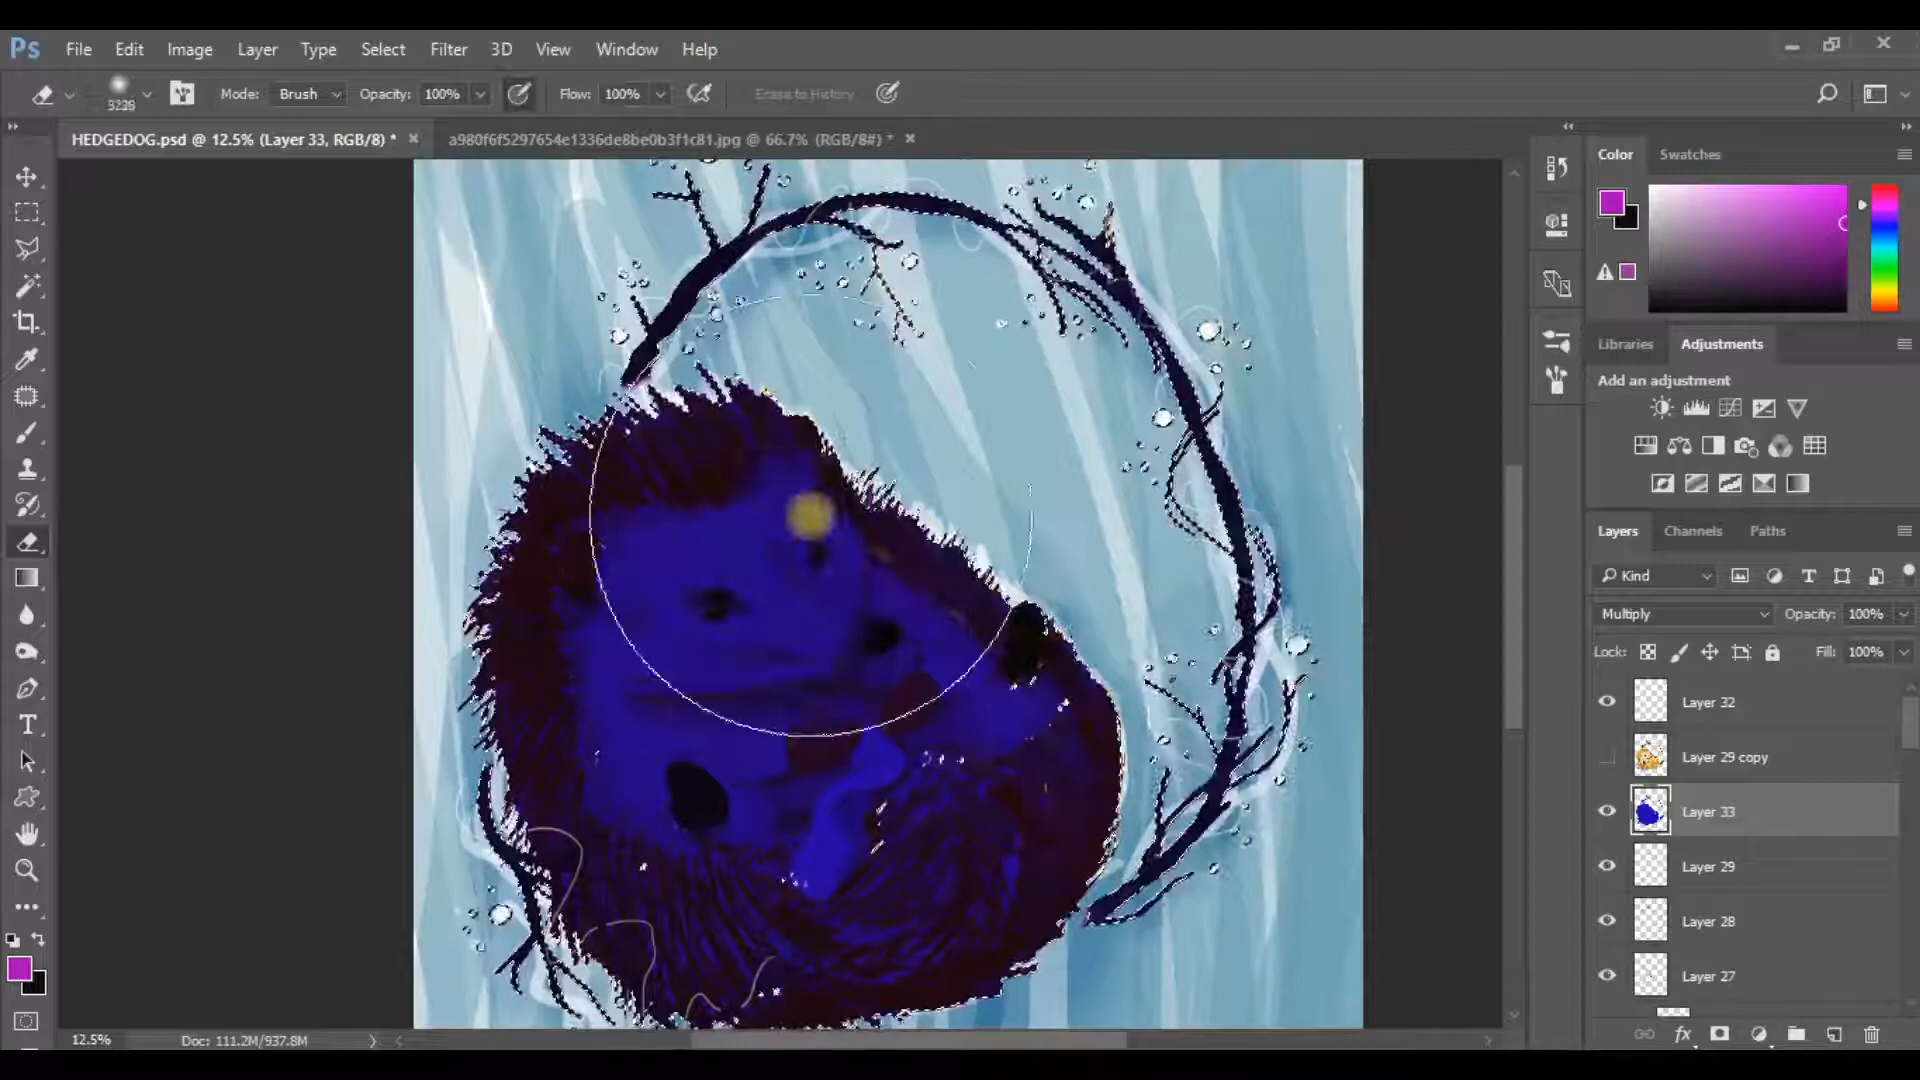 Ps File Edit Image Layer Type Select Filter 3D View Window Help
3229 Mode: Brush Opacity: 100% Flow: 100% Erase to History
HEDGEDOG.psd @ 12.5% (Layer 33, RGB/8) * a980f6f5297654e1336de8be0b3f1c81.jpg @ 66.7% (RGB/8#) *
Color Swatches
Libraries Adjustments
Add an adjustment
Layers Channels Paths
Kind
Multiply Opacity: 100%
Lock: Fill: 100%
Layer 32
Layer 29 copy
Layer 33
Layer 29
Layer 28
Layer 27
fx
12.5% Doc: 111.2M/937.8M